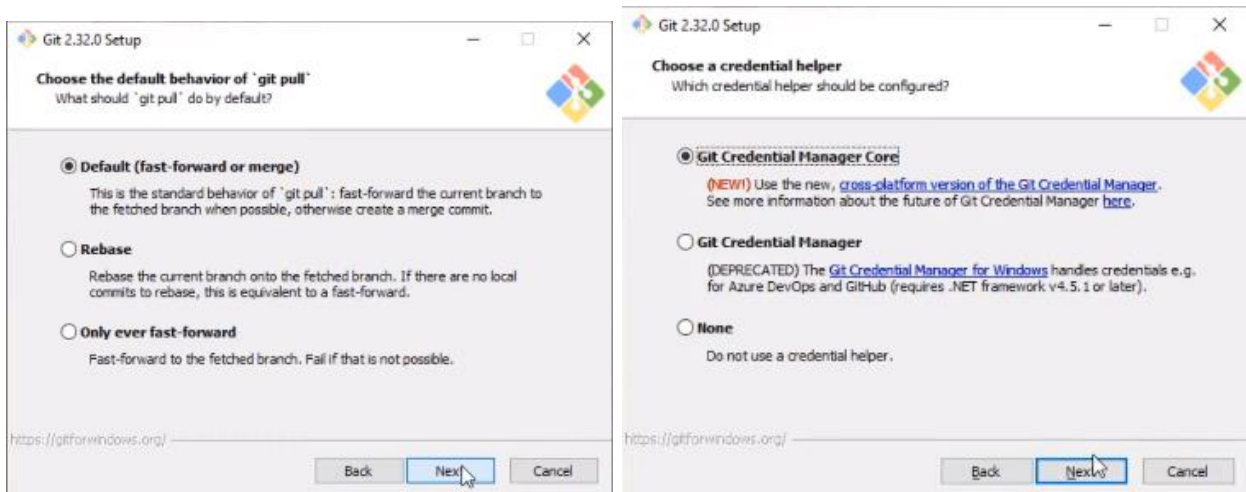 Git 2.32.0 Setup
Choose the default behavior of `git pull`
What should `git pull` do by default?
Default (fast-forward or merge)
This is the standard behavior of `git pull`: fast-forward the current branch to
the fetched branch when possible, otherwise create a merge commit.
Rebase
Rebase the current branch onto the fetched branch. If there are no local
commits to rebase, this is equivalent to a fast-forward.
Only ever fast-forward
Fast-forward to the fetched branch. Fail if that is not possible.
https://gitforwindows.org/
Back Next Cancel
Git 2.32.0 Setup
Choose a credential helper
Which credential helper should be configured?
Git Credential Manager Core
(NEW!) Use the new, cross-platform version of the Git Credential Manager.
See more information about the future of Git Credential Manager here.
Git Credential Manager
(DEPRECATED) The Git Credential Manager for Windows handles credentials e.g.
for Azure DevOps and GitHub (requires .NET framework v4.5.1 or later).
None
Do not use a credential helper.
https://gitforwindows.org/
Back Next Cancel